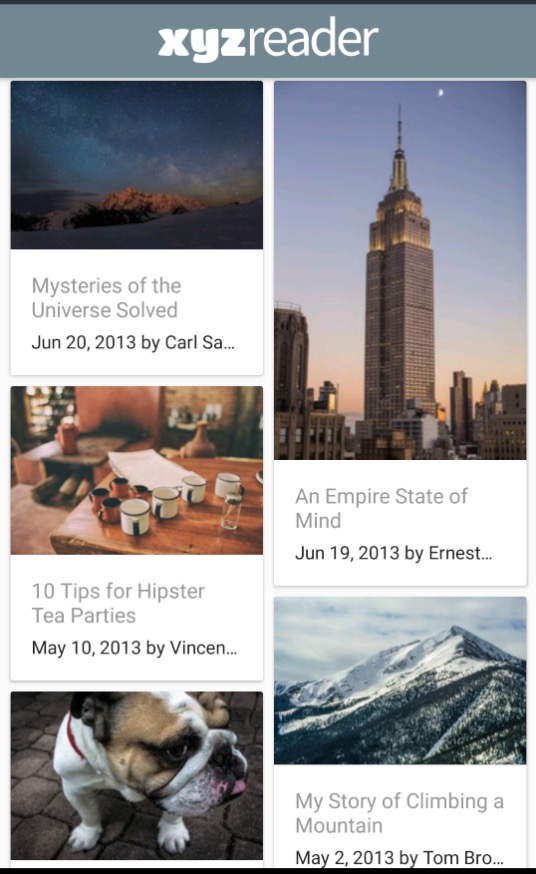 xyzreader
Mysteries of the
Universe Solved
Jun 20, 2013 by Carl Sa...
An Empire State of
Mind
Jun 19, 2013 by Ernest...
10 Tips for Hipster
Tea Parties
May 10, 2013 by Vincen...
My Story of Climbing a
Mountain
May 2, 2013 by Tom Bro...